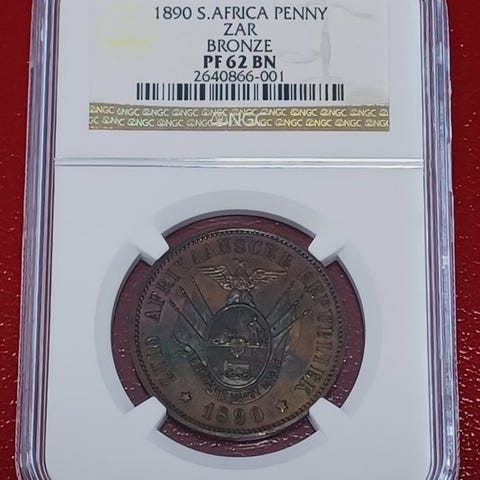 1890 S.AFRICA PENNY
ZAR
BRONZE
PF 62 BN
2640866-001
NGC
ZUID AFRIKAANSCHE REPUBLIEK
1890